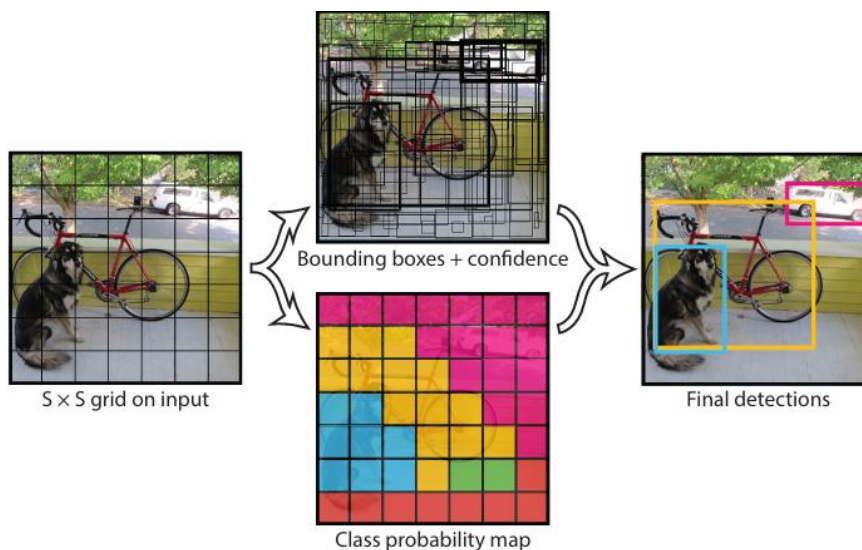 Bounding boxes + confidence
S × S grid on input
Final detections
Class probability map